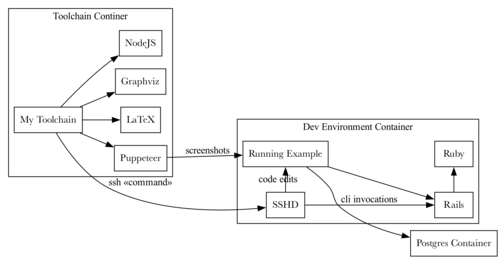 Toolchain Continer
NodeJS
Graphviz
My Toolchain
LaTeX
Puppeteer
screenshots
ssh «command»
Dev Environment Container
Running Example
Ruby
code edits
SSHD
cli invocations
Rails
Postgres Container